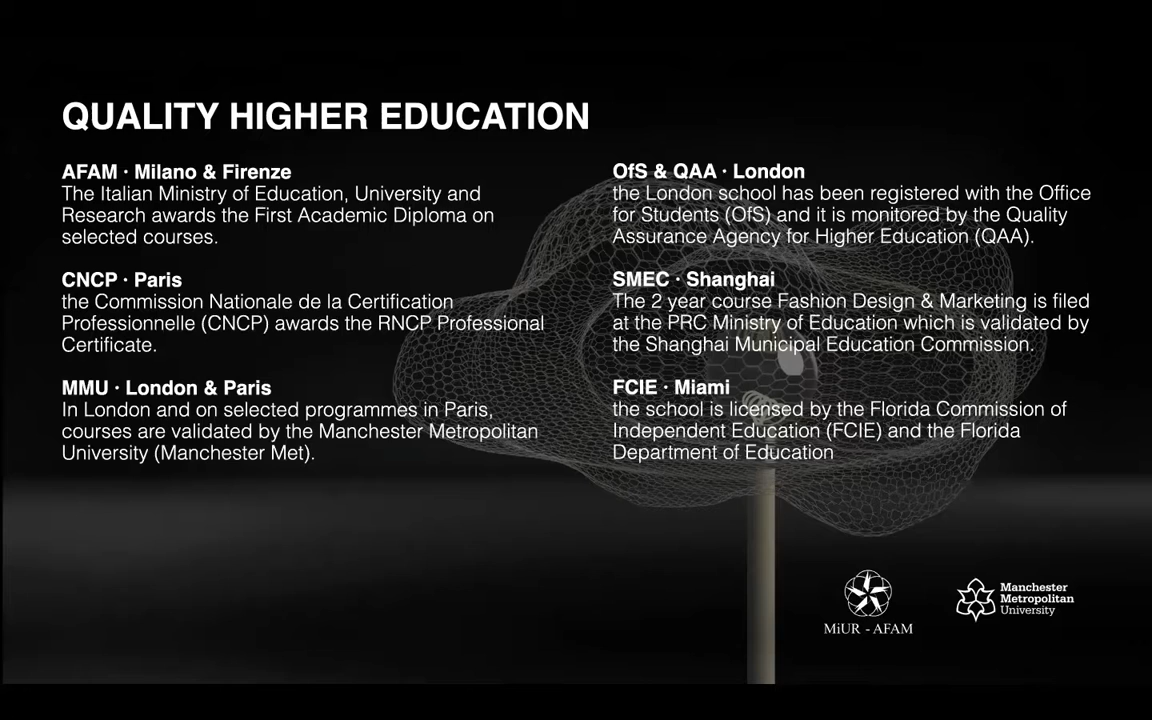 QUALITY HIGHER EDUCATION
AFAM · Milano & Firenze
The Italian Ministry of Education, University and
Research awards the First Academic Diploma on
selected courses.
CNCP · Paris
the Commission Nationale de la Certification
Professionnelle (CNCP) awards the RNCP Professional
Certificate.
MMU · London & Paris
In London and on selected programmes in Paris,
courses are validated by the Manchester Metropolitan
University (Manchester Met).
OfS & QAA · London
the London school has been registered with the Office
for Students (OfS) and it is monitored by the Quality
Assurance Agency for Higher Education (QAA).
SMEC · Shanghai
The 2 year course Fashion Design & Marketing is filed
at the PRC Ministry of Education which is validated by
the Shanghai Municipal Education Commission.
FCIE · Miami
the school is licensed by the Florida Commission of
Independent Education (FCIE) and the Florida
Department of Education
MiUR - AFAM
Manchester
Metropolitan
University